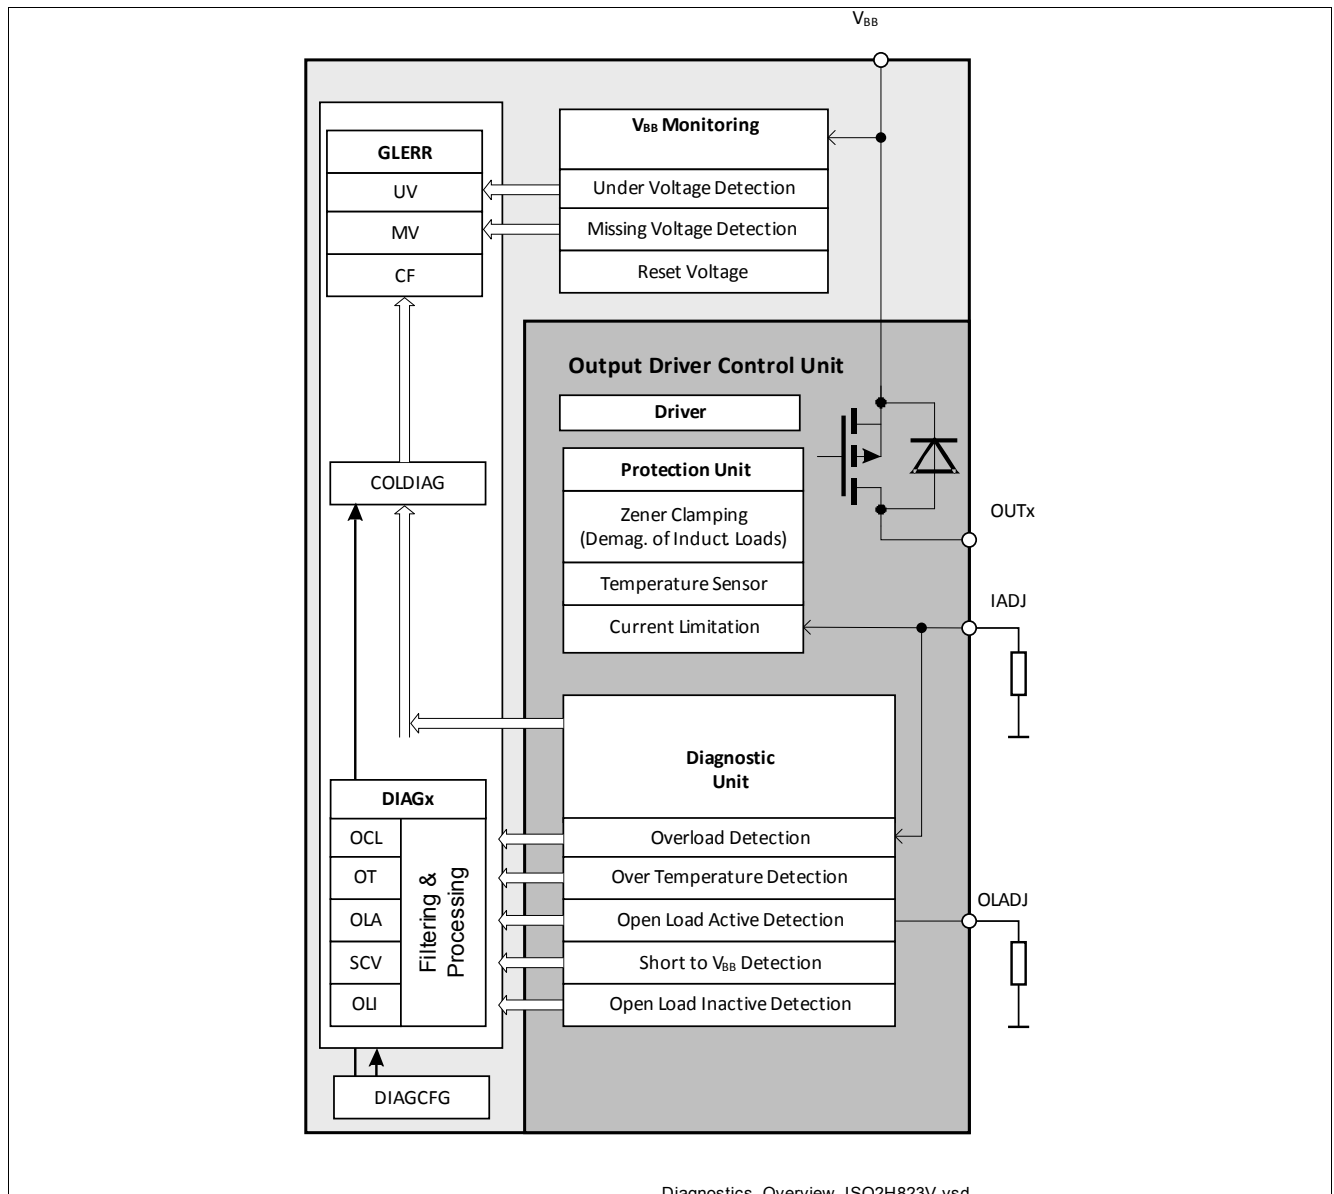 VBB
VBB Monitoring
GLERR
UV
Under Voltage Detection
MV
Missing Voltage Detection
CF
Reset Voltage
Output Driver Control Unit
Driver
Protection Unit
COLDIAG
Zener Clamping
(Demag. of Induct. Loads)
OUTx
Temperature Sensor
IADJ
Current Limitation
Diagnostic
Unit
DIAGx
OCL
Overload Detection
OT
Over Temperature Detection
OLA
Open Load Active Detection
OLADJ
SCV
Short to VBB Detection
OLI
Open Load Inactive Detection
Filtering &
Processing
DIAGCFG
Diagnostics_Overview_ISO2H823V.vsd